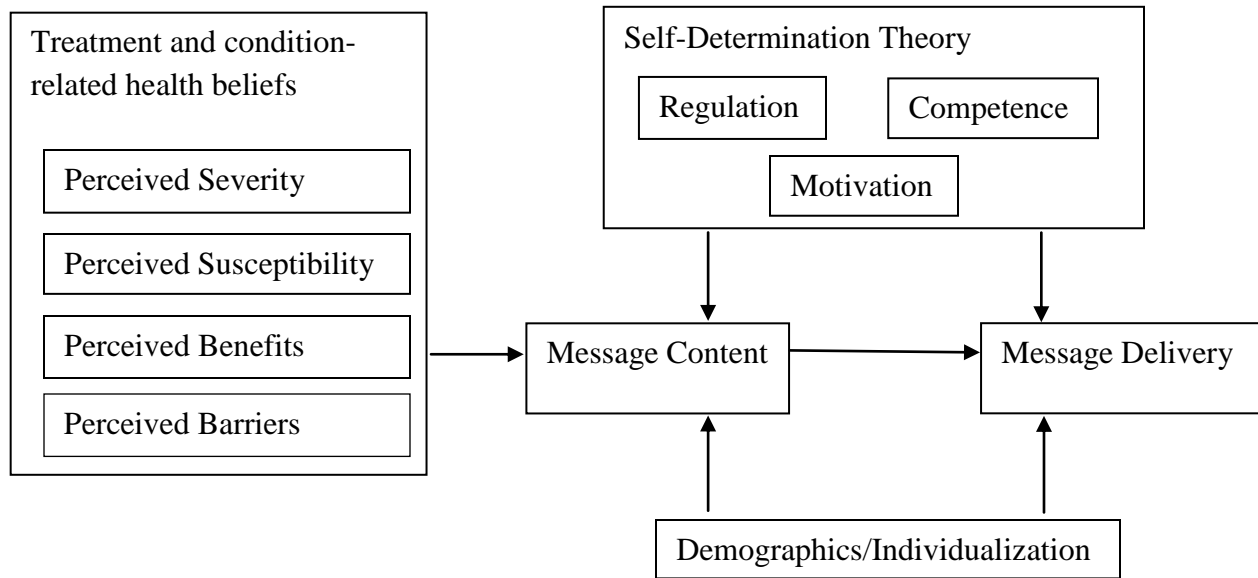 Treatment and condition-
related health beliefs
Perceived Severity
Perceived Susceptibility
Perceived Benefits
Perceived Barriers
Self-Determination Theory
Regulation
Competence
Motivation
Message Content
Message Delivery
Demographics/Individualization